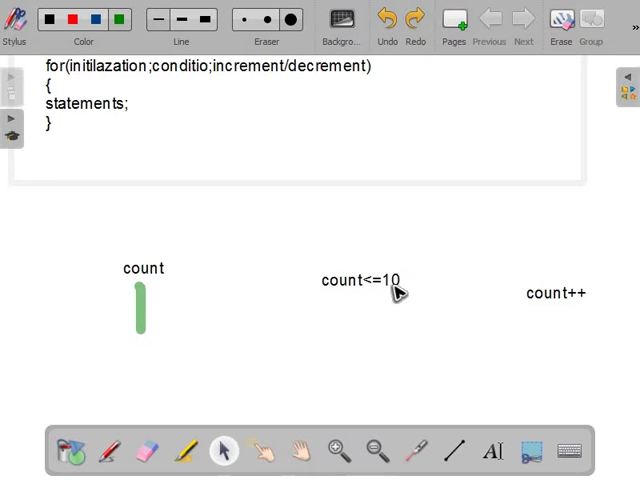 Stylus
Color
Line
Eraser
Backgro...
Undo
Redo
Pages
Previous
Next
Erase
Group
»
for(initilazation;conditio;increment/decrement)
{
statements;
}
count
count<=10
count++
AI